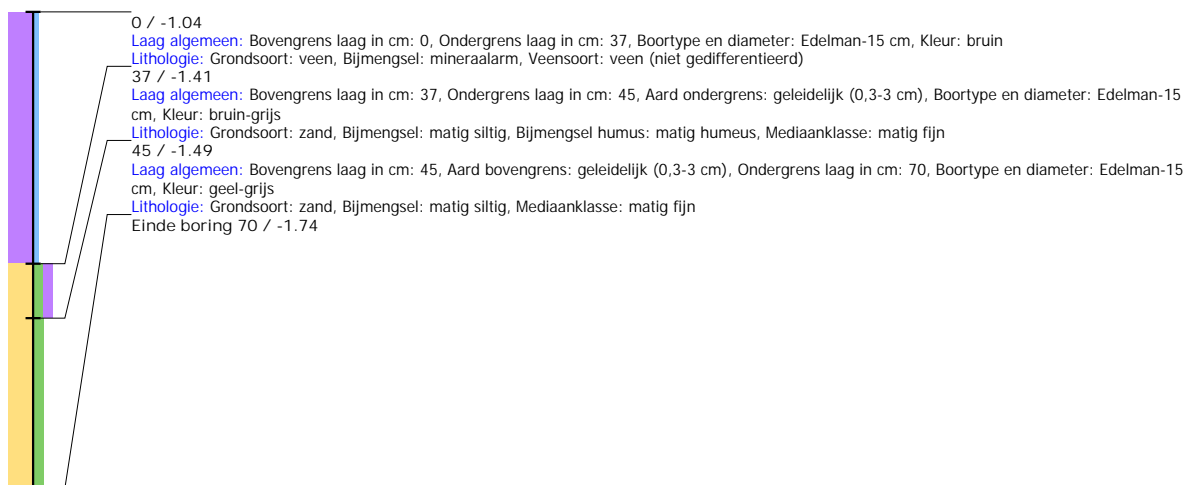 0 / -1.04
Laag algemeen: Bovengrens laag in cm: 0, Ondergrens laag in cm: 37, Boortype en diameter: Edelman-15 cm, Kleur: bruin
Lithologie: Grondsoort: veen, Bijmengsel: mineraalarm, Veensoort: veen (niet gedifferentieerd)
37 / -1.41
Laag algemeen: Bovengrens laag in cm: 37, Ondergrens laag in cm: 45, Aard ondergrens: geleidelijk (0,3-3 cm), Boortype en diameter: Edelman-15
cm, Kleur: bruin-grijs
Lithologie: Grondsoort: zand, Bijmengsel: matig siltig, Bijmengsel humus: matig humeus, Mediaanklasse: matig fijn
45 / -1.49
Laag algemeen: Bovengrens laag in cm: 45, Aard bovengrens: geleidelijk (0,3-3 cm), Ondergrens laag in cm: 70, Boortype en diameter: Edelman-15
cm, Kleur: geel-grijs
Lithologie: Grondsoort: zand, Bijmengsel: matig siltig, Mediaanklasse: matig fijn
Einde boring 70 / -1.74